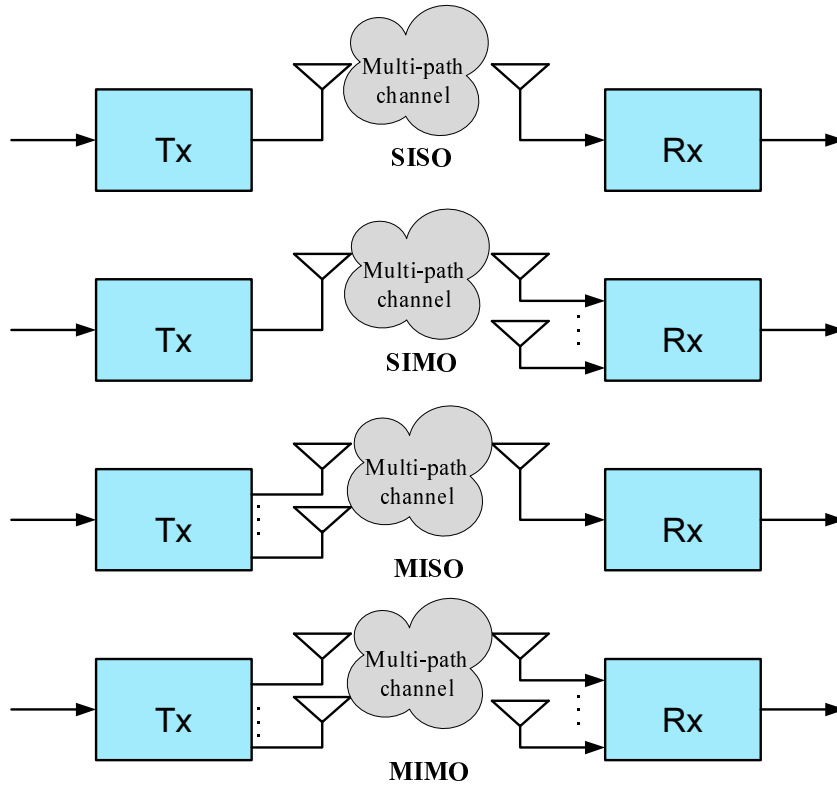 Multi-path
channel
Tx
Rx
SISO
Multi-path
channel
Tx
Rx
SIMO
Multi-path
channel
Tx
Rx
MISO
Multi-path
channel
Tx
Rx
MIMO